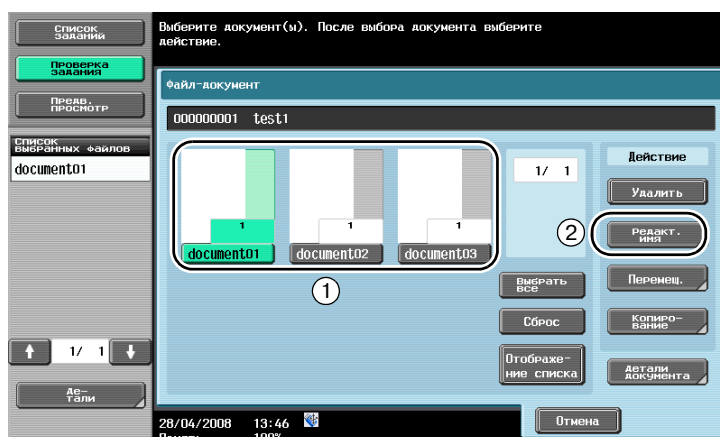 Список
заданий
Проверка
задания
Предв.
просмотр
Список
выбранных файлов
document01
1/ 1
Де-
тали
Выберите документ(ы). После выбора документа выберите
действие.
Файл-документ
000000001 test1
1 1 1
document01 document02 document03
1
1/ 1
Выбрать
все
Сброс
Отображе-
ние списка
Действие
Удалить
2
Редакт.
имя
Перемещ.
Копиро-
вание
Детали
документа
Отмена
28/04/2008 13:46
100%